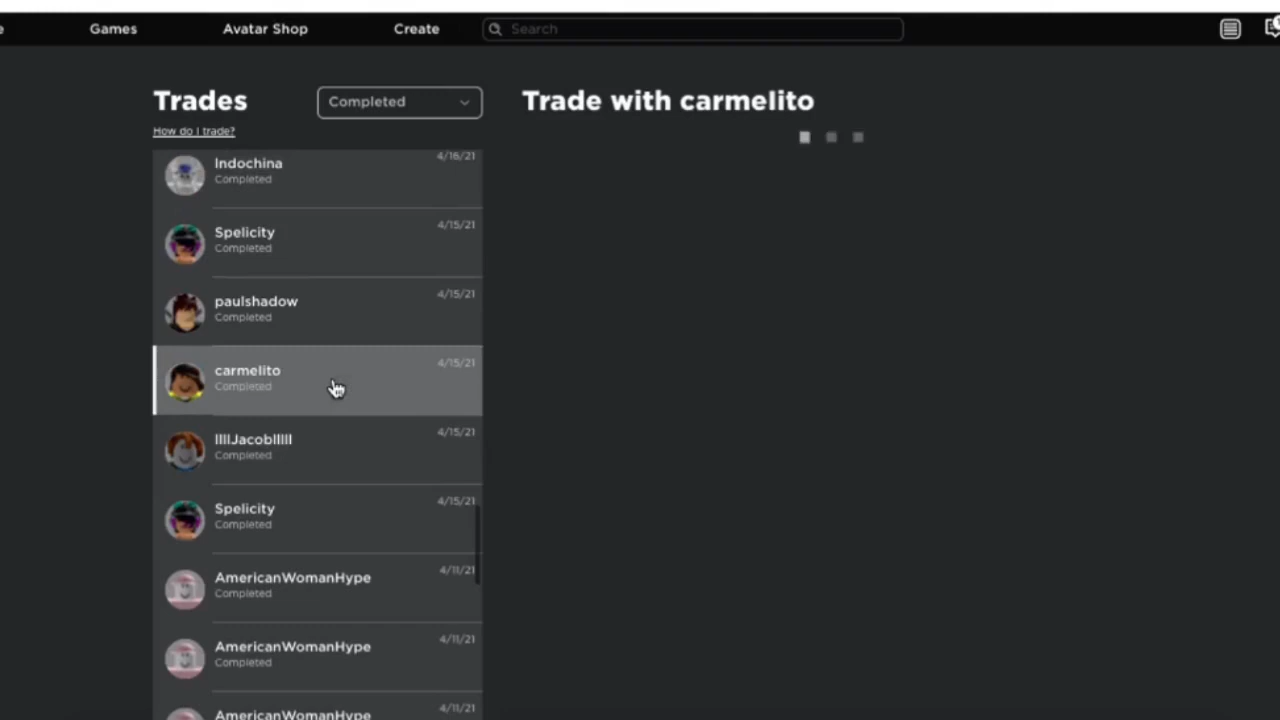 Games Avatar Shop Create Search
Trades Completed
How do I trade?
Trade with carmelito
Indochina 4/16/21
Completed
Spelicity 4/15/21
Completed
paulshadow 4/15/21
Completed
carmelito 4/15/21
Completed
IIIIJacobIIIII 4/15/21
Completed
Spelicity 4/15/21
Completed
AmericanWomanHype 4/11/21
Completed
AmericanWomanHype 4/11/21
Completed
AmericanWomanHype 4/11/21